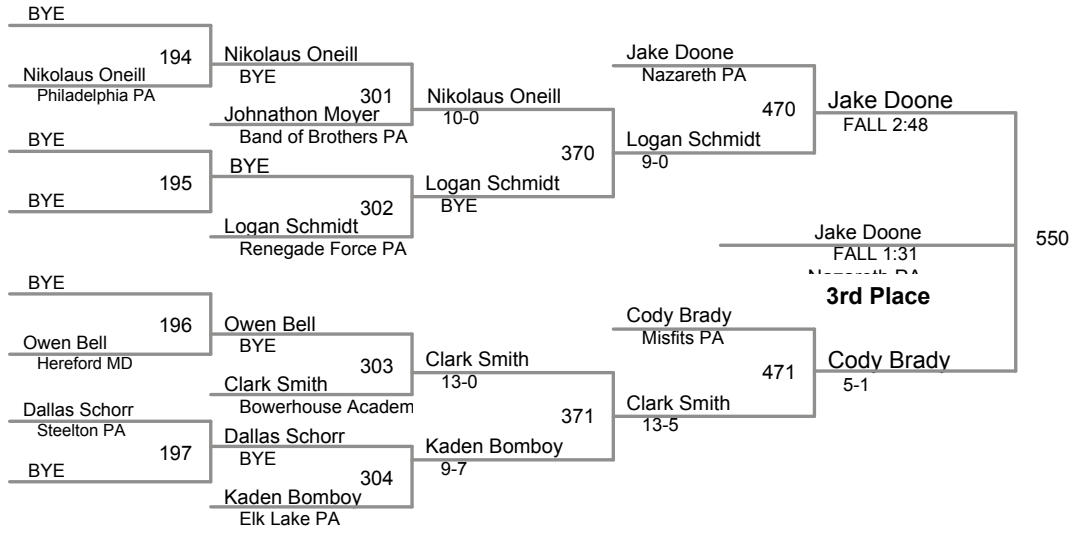 BYE
194
Nikolaus Oneill
Philadelphia PA
BYE
195
BYE
BYE
196
Owen Bell
Hereford MD
Dallas Schorr
Steelton PA
197
BYE
Nikolaus Oneill
BYE
301
Johnathon Moyer
Band of Brothers PA
BYE
302
Logan Schmidt
Renegade Force PA
Owen Bell
BYE
303
Clark Smith
Bowerhouse Academ
Dallas Schorr
BYE
304
Kaden Bomboy
Elk Lake PA
Nikolaus Oneill
10-0
370
Logan Schmidt
BYE
Clark Smith
13-0
371
Kaden Bomboy
9-7
Jake Doone
Nazareth PA
470
Logan Schmidt
9-0
Cody Brady
Misfits PA
471
Clark Smith
13-5
Jake Doone
FALL 2:48
550
Cody Brady
5-1
Jake Doone
FALL 1:31
Nazareth PA
3rd Place